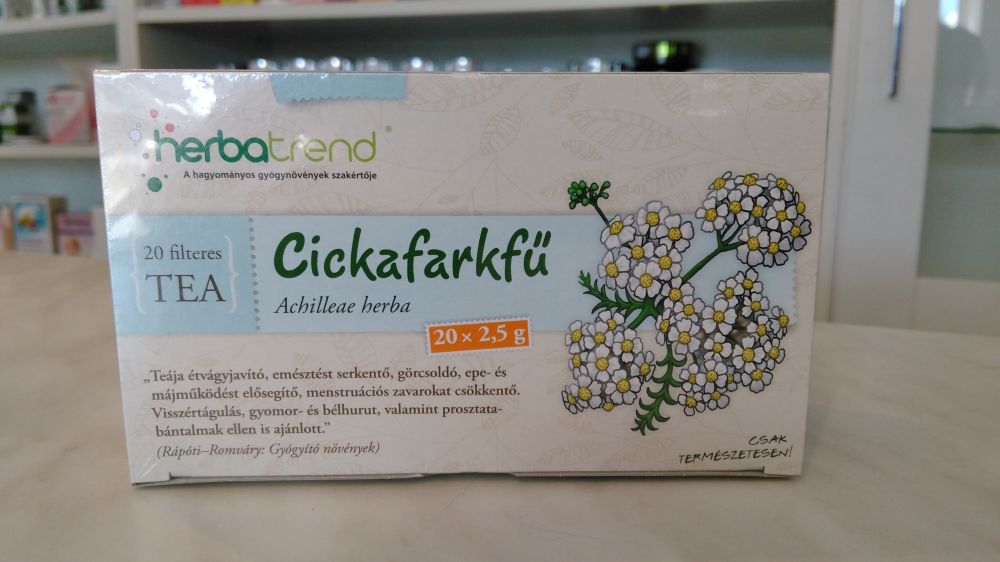 herbatrend®
A hagyományos gyógynövények szakértője
20 filteres
TEA
Cickafarkfű
Achilleae herba
20 × 2,5 g
„Teája étvágyjavító, emésztést serkentő, görcsoldó, epe- és
májműködést elősegítő, menstruációs zavarokat csökkentő.
Visszértágulás, gyomor- és bélhurut, valamint prosztata-
bántalmak ellen is ajánlott.”
(Rápóti–Romváry: Gyógyító növények)
CSAK
TERMÉSZETESEN!